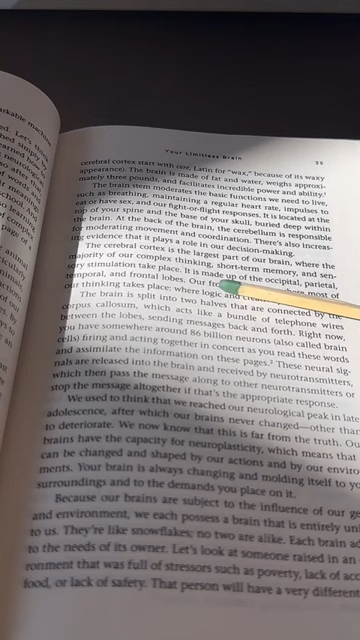 Your Limitless Brain 35
cerebral cortex start with cere, Latin for "wax," because of its waxy
appearance). The brain is made of fat and water, weighs approxi-
mately three pounds, and facilitates incredible power and ability.¹
The brain stem moderates the basic functions we need to live,
such as breathing, maintaining a regular heart rate, impulses to
eat or have sex, and our fight-or-flight responses. It is located at the
top of your spine and the base of your skull, buried deep within
the brain. At the back of the brain, the cerebellum is responsible
for moderating movement and coordination. There's also increas-
ing evidence that it plays a role in our decision-making.
The cerebral cortex is the largest part of our brain, where the
majority of our complex thinking, short-term memory, and sen-
sory stimulation take place. It is made up of the occipital, parietal,
temporal, and frontal lobes. Our most of
our thinking takes place: where logic and
The brain is split into two halves that are connected by the
corpus callosum, which acts like a bundle of telephone wires
between the lobes, sending messages back and forth. Right now,
you have somewhere around 86 billion neurons (also called brain
cells) firing and acting together in concert as you read these words
and assimilate the information on these pages.² These neural sig-
nals are released into the brain and received by neurotransmitters,
which then pass the message along to other neurotransmitters or
stop the message altogether if that's the appropriate response.
We used to think that we reached our neurological peak in late
adolescence, after which our brains never changed—other than
to deteriorate. We now know that this is far from the truth. Our
brains have the capacity for neuroplasticity, which means that
can be changed and shaped by our actions and by our enviro
ments. Your brain is always changing and molding itself to yo
surroundings and to the demands you place on it.
Because our brains are subject to the influence of our ge
and environment, we each possess a brain that is entirely un
to us. They're like snowflakes; no two are alike. Each brain ad
to the needs of its owner. Let's look at someone raised in an
ronment that was full of stressors such as poverty, lack of acc
food, or lack of safety. That person will have a very different